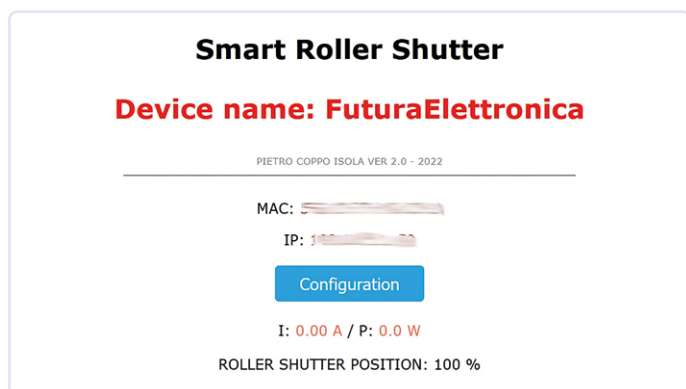 Smart Roller Shutter
Device name: FuturaElettronica
PIETRO COPPO ISOLA VER 2.0 - 2022
MAC:
IP:
Configuration
I: 0.00 A / P: 0.0 W
ROLLER SHUTTER POSITION: 100 %